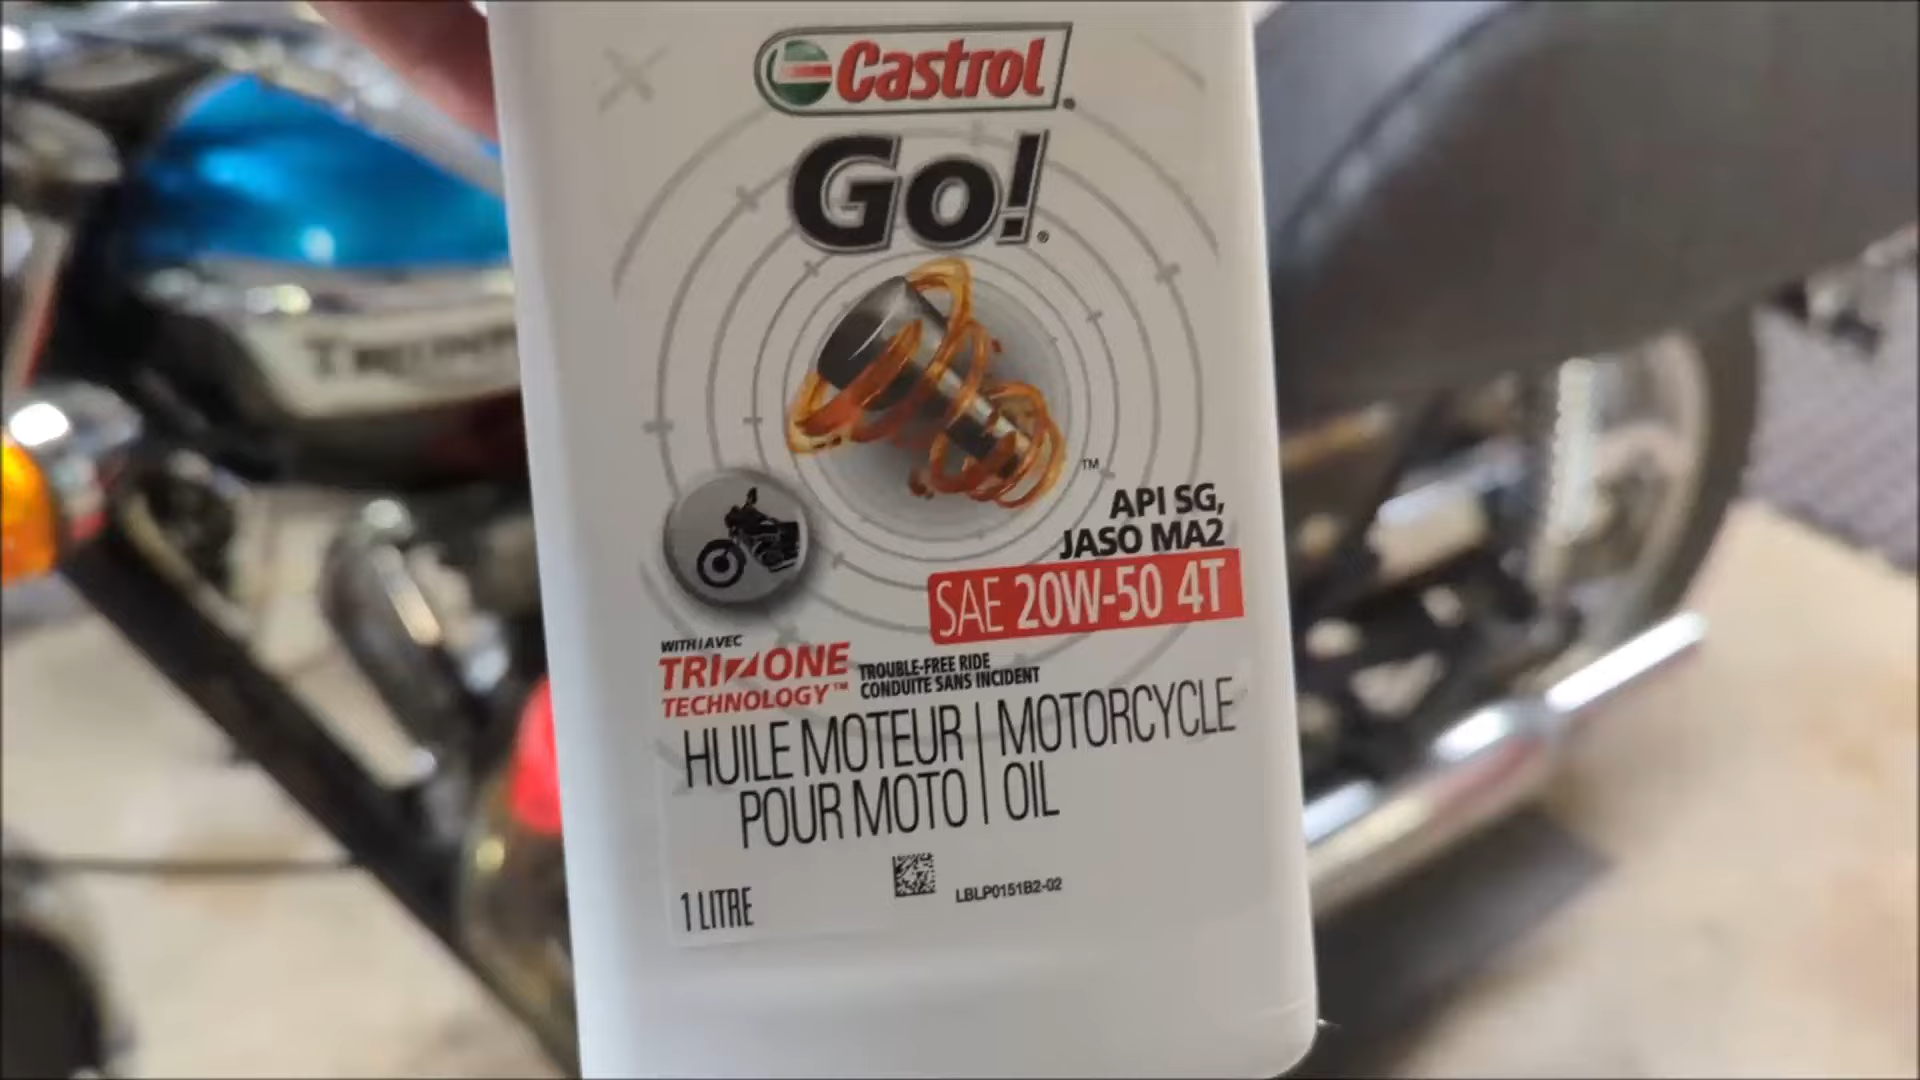 Castrol
Go!
API SG,
JASO MA2
SAE 20W-50 4T
WITH/AVEC
TRIZONE
TECHNOLOGY™
TROUBLE-FREE RIDE
CONDUITE SANS INCIDENT
HUILE MOTEUR
POUR MOTO
MOTORCYCLE
OIL
1 LITRE
LBLP0151B2-02